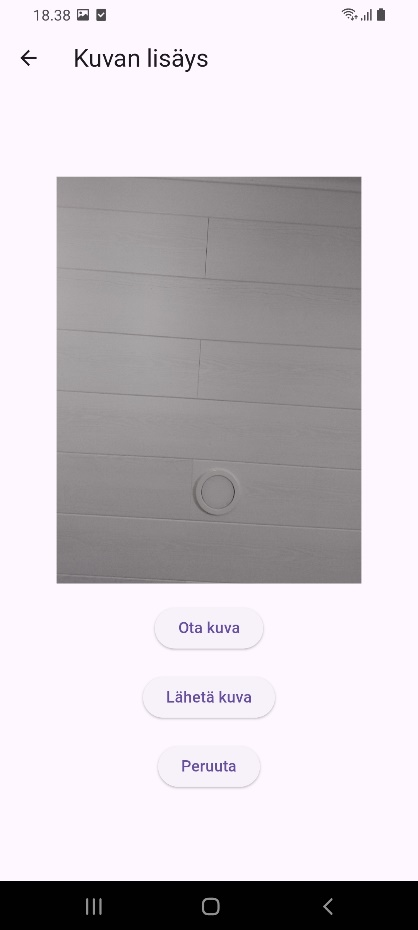 18.38
Kuvan lisäys
Ota kuva
Lähetä kuva
Peruuta